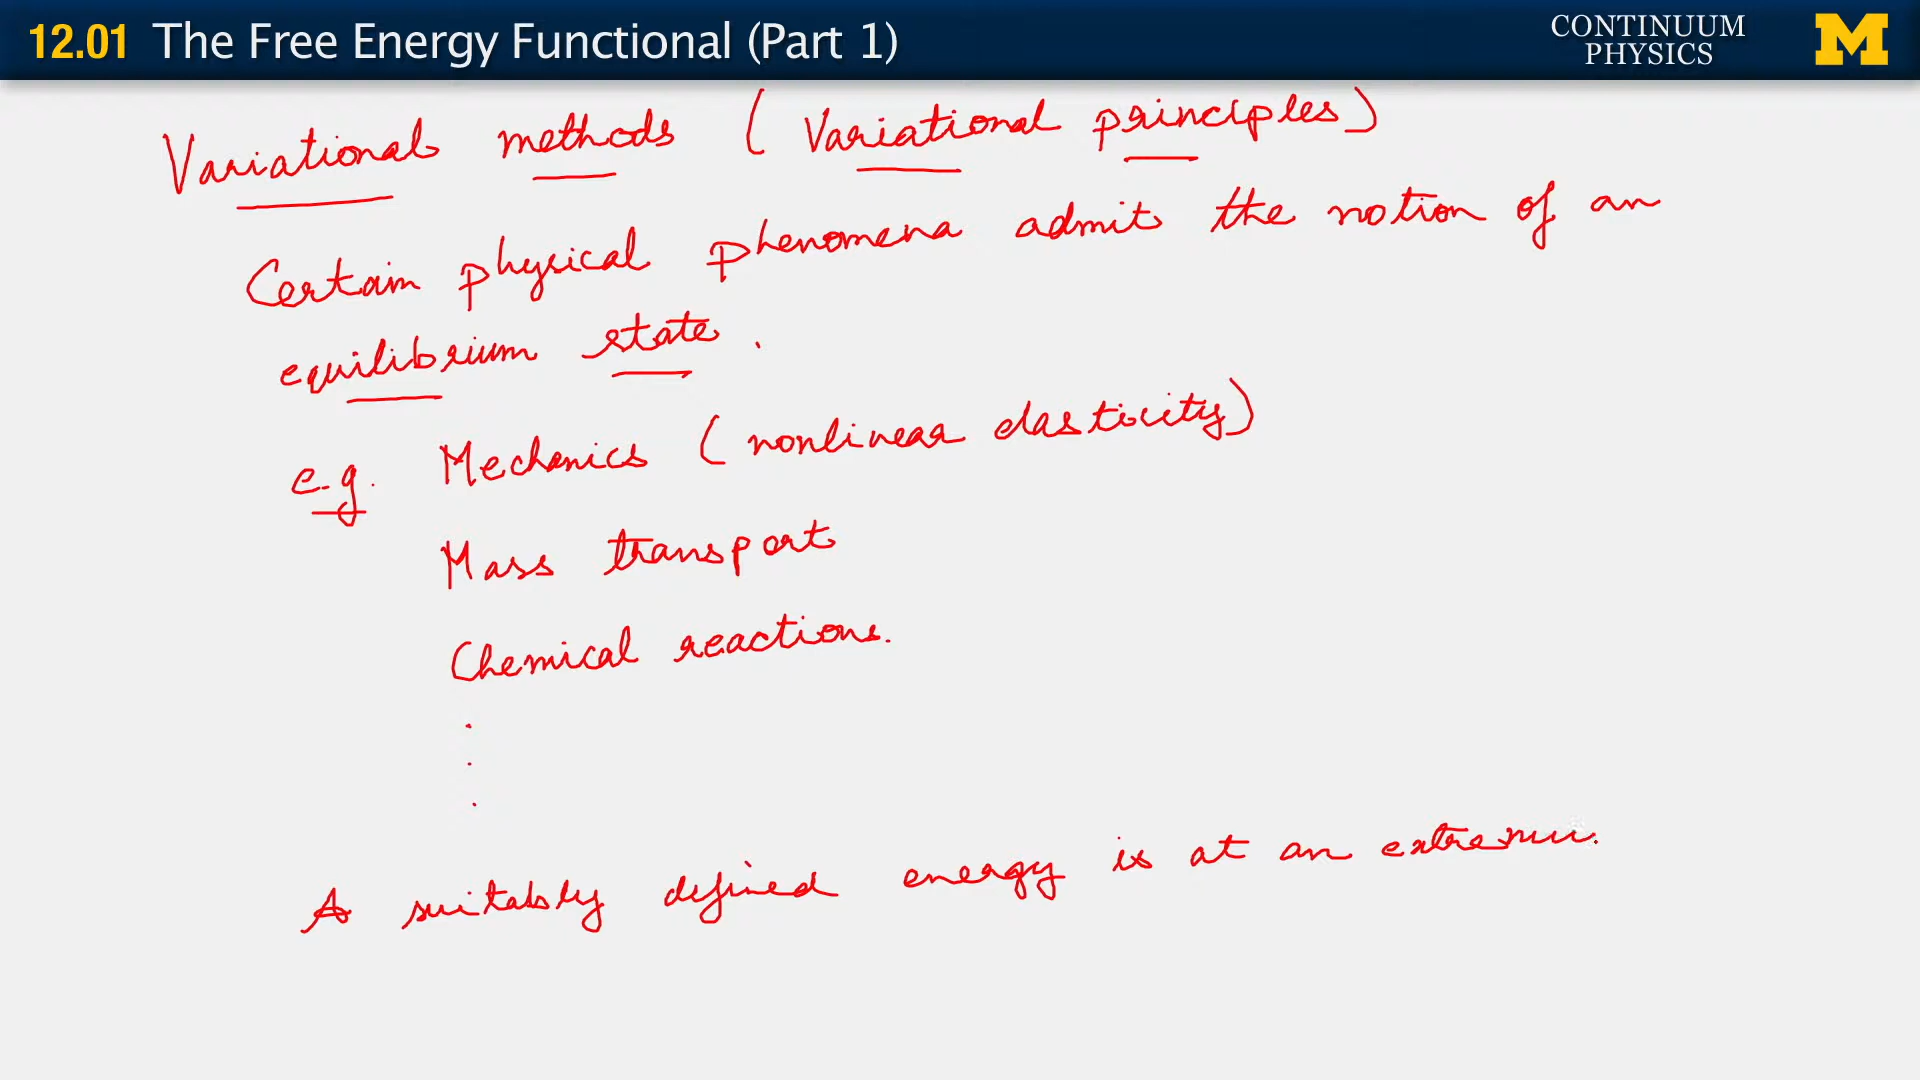 12.01 The Free Energy Functional (Part 1)
CONTINUUM
PHYSICS
M
Variational methods (Variational principles)
Certain physical phenomena admit the notion of an
equilibrium state.
e.g. Mechanics (nonlinear elasticity)
Mass transport
Chemical reactions.
.
.
.
A suitably defined energy is at an